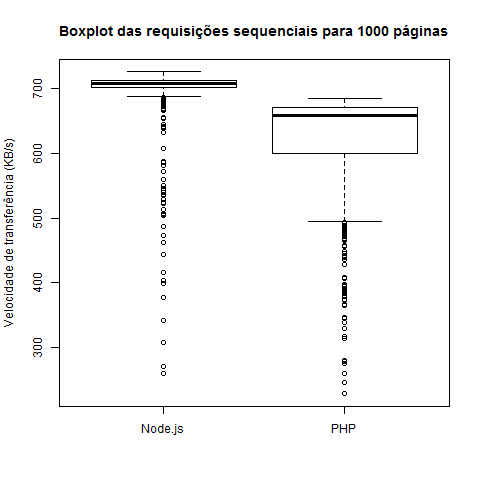 Boxplot das requisições sequenciais para 1000 páginas
Velocidade de transferência (KB/s)
700
600
500
400
300
Node.js
PHP